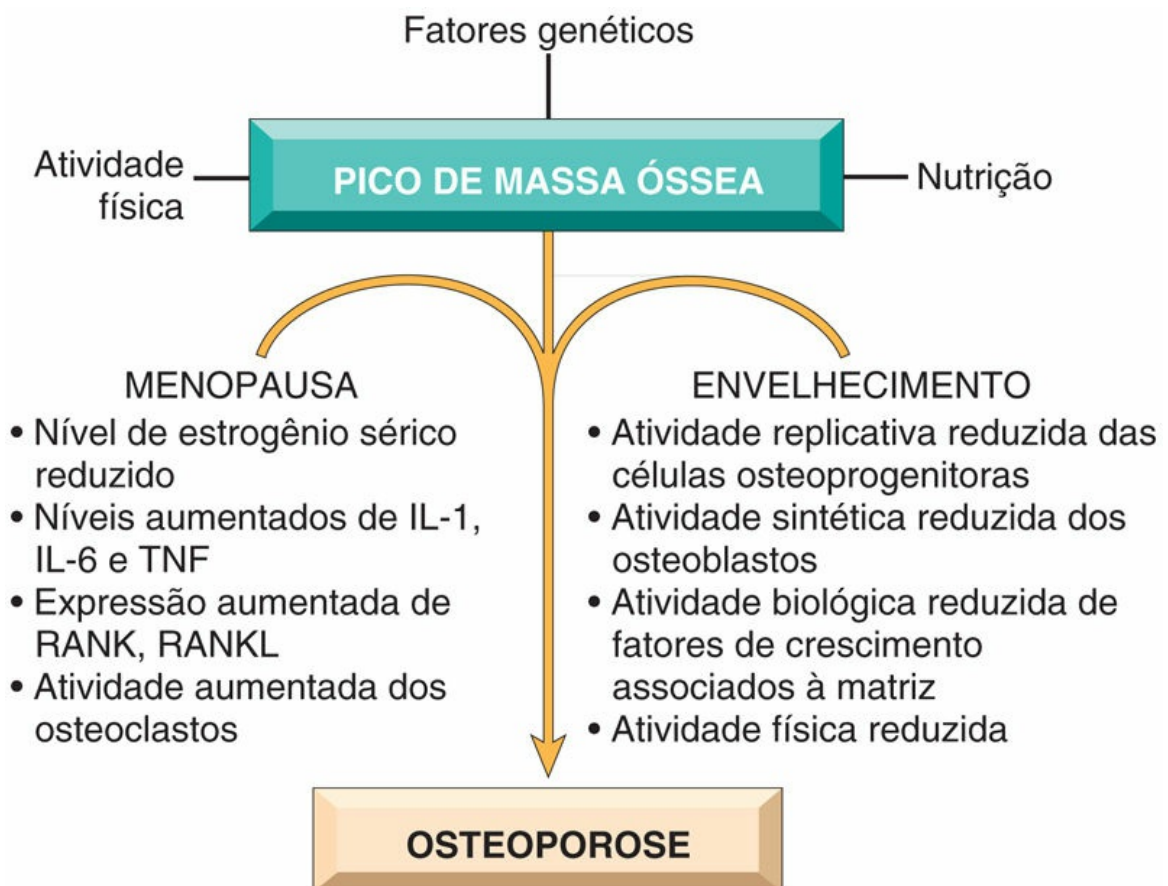 Fatores genéticos
Atividade
física
PICO DE MASSA ÓSSEA
Nutrição
MENOPAUSA
• Nível de estrogênio sérico
reduzido
• Níveis aumentados de IL-1,
IL-6 e TNF
• Expressão aumentada de
RANK, RANKL
• Atividade aumentada dos
osteoclastos
ENVELHECIMENTO
• Atividade replicativa reduzida das
células osteoprogenitoras
• Atividade sintética reduzida dos
osteoblastos
• Atividade biológica reduzida de
fatores de crescimento
associados à matriz
• Atividade física reduzida
OSTEOPOROSE